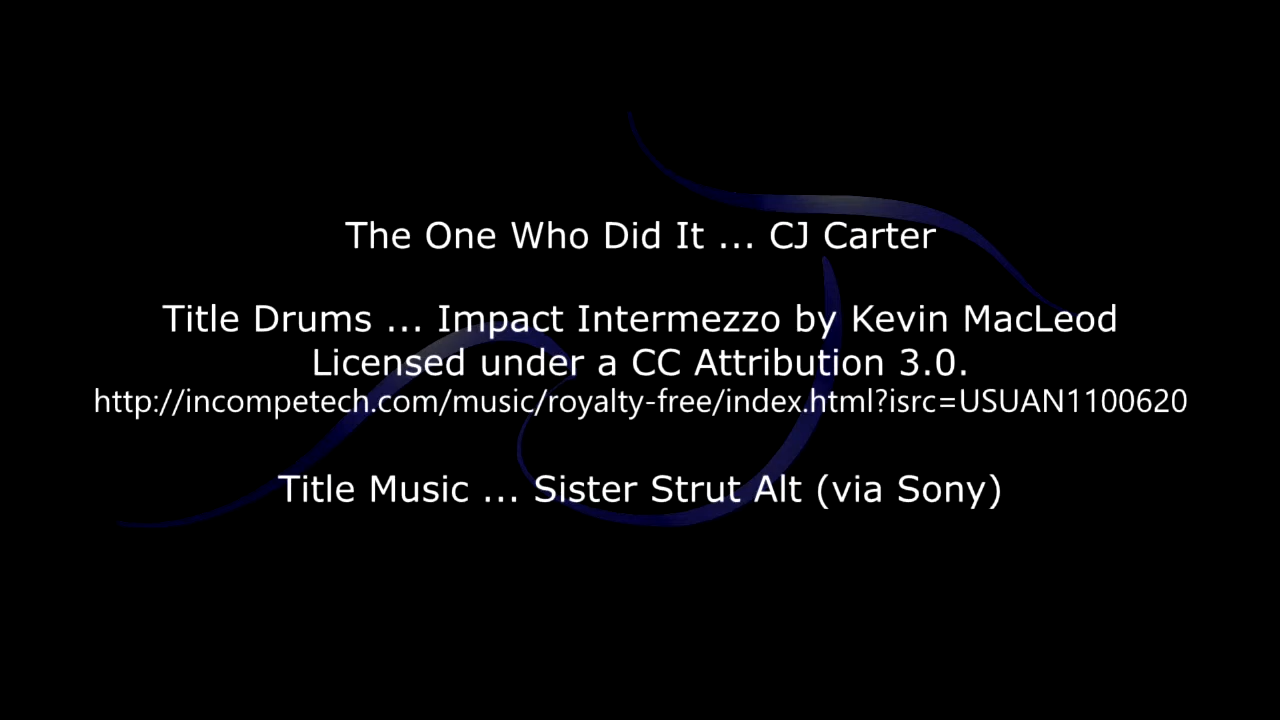 The One Who Did It ... CJ Carter
Title Drums ... Impact Intermezzo by Kevin MacLeod
Licensed under a CC Attribution 3.0.
http://incompetech.com/music/royalty-free/index.html?isrc=USUAN1100620
Title Music ... Sister Strut Alt (via Sony)